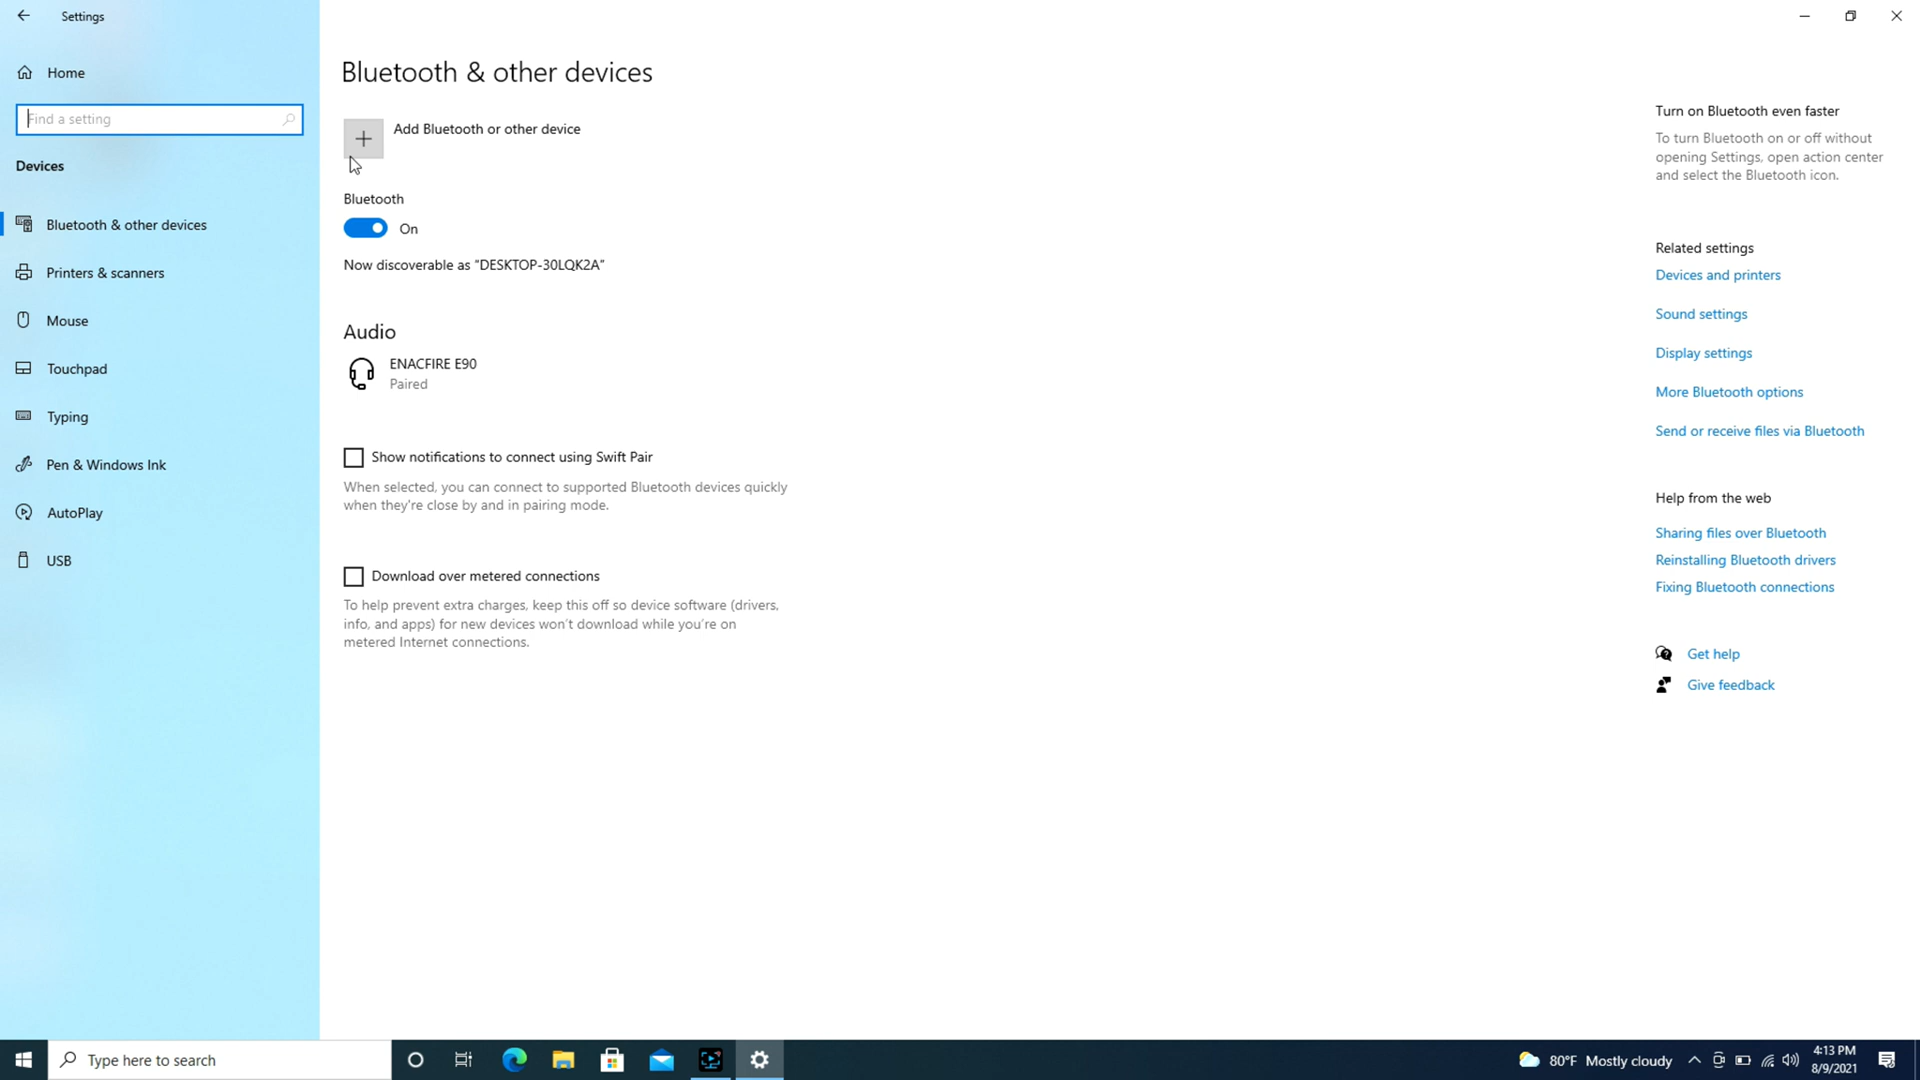 Settings
Home
Find a setting
Devices
Bluetooth & other devices
Printers & scanners
Mouse
Touchpad
Typing
Pen & Windows Ink
AutoPlay
USB
Bluetooth & other devices
Add Bluetooth or other device
Bluetooth
On
Now discoverable as "DESKTOP-30LQK2A"
Audio
ENACFIRE E90
Paired
Show notifications to connect using Swift Pair
When selected, you can connect to supported Bluetooth devices quickly
when they're close by and in pairing mode.
Download over metered connections
To help prevent extra charges, keep this off so device software (drivers,
info, and apps) for new devices won't download while you're on
metered Internet connections.
Turn on Bluetooth even faster
To turn Bluetooth on or off without
opening Settings, open action center
and select the Bluetooth icon.
Related settings
Devices and printers
Sound settings
Display settings
More Bluetooth options
Send or receive files via Bluetooth
Help from the web
Sharing files over Bluetooth
Reinstalling Bluetooth drivers
Fixing Bluetooth connections
Get help
Give feedback
Type here to search
80°F Mostly cloudy
4:13 PM
8/9/2021